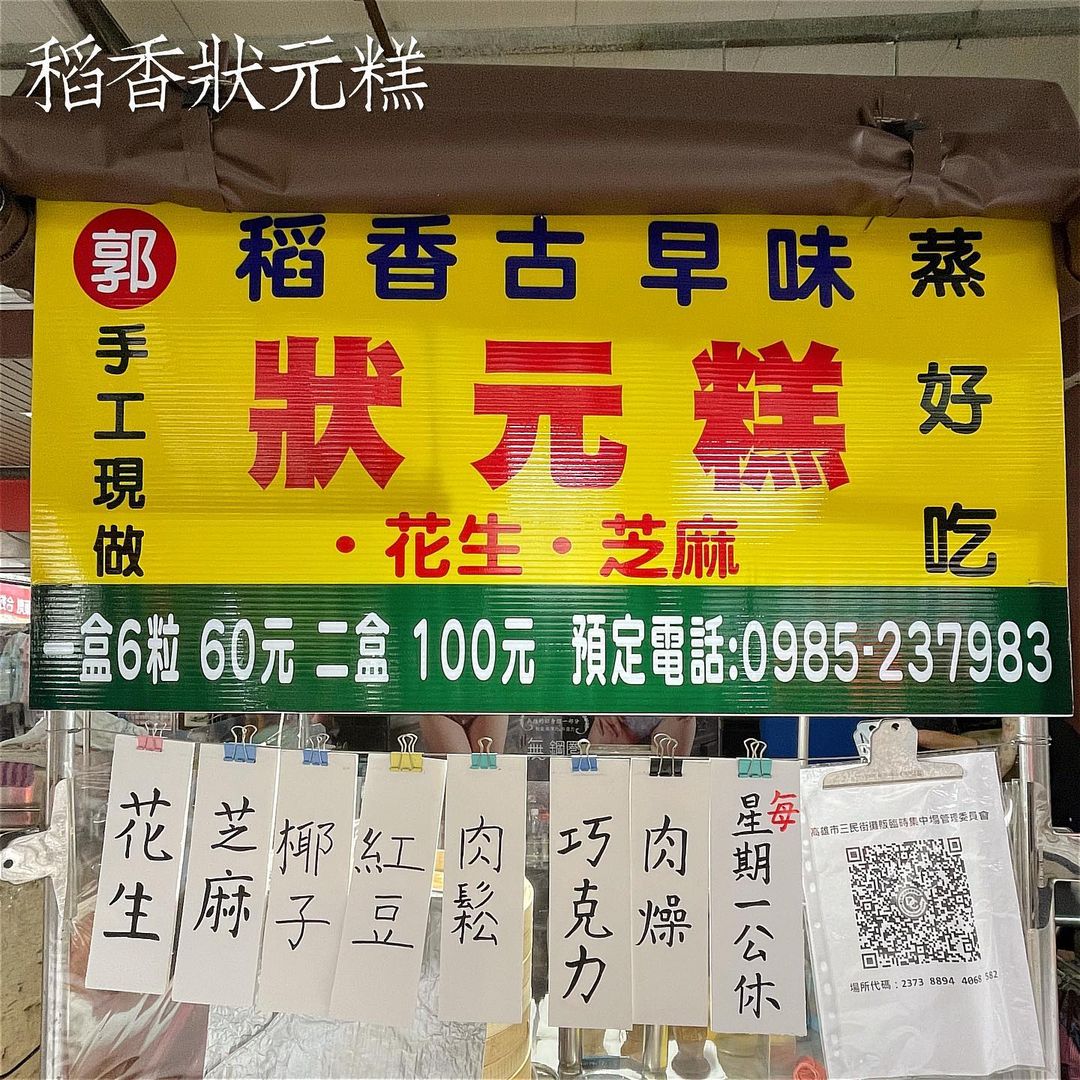 稻香狀元糕
郭
稻香古早味
蒸好吃
手工現做
狀元糕
·花生·芝麻
一盒6粒 60元 二盒 100元 預定電話:0985-237983
無鋼圈
花生
芝麻
椰子
紅豆
肉鬆
巧克力
肉燥
每星期一公休
高雄市三民街攤販臨時集中場管理委員會
場所代碼：2373 8894 4068 582